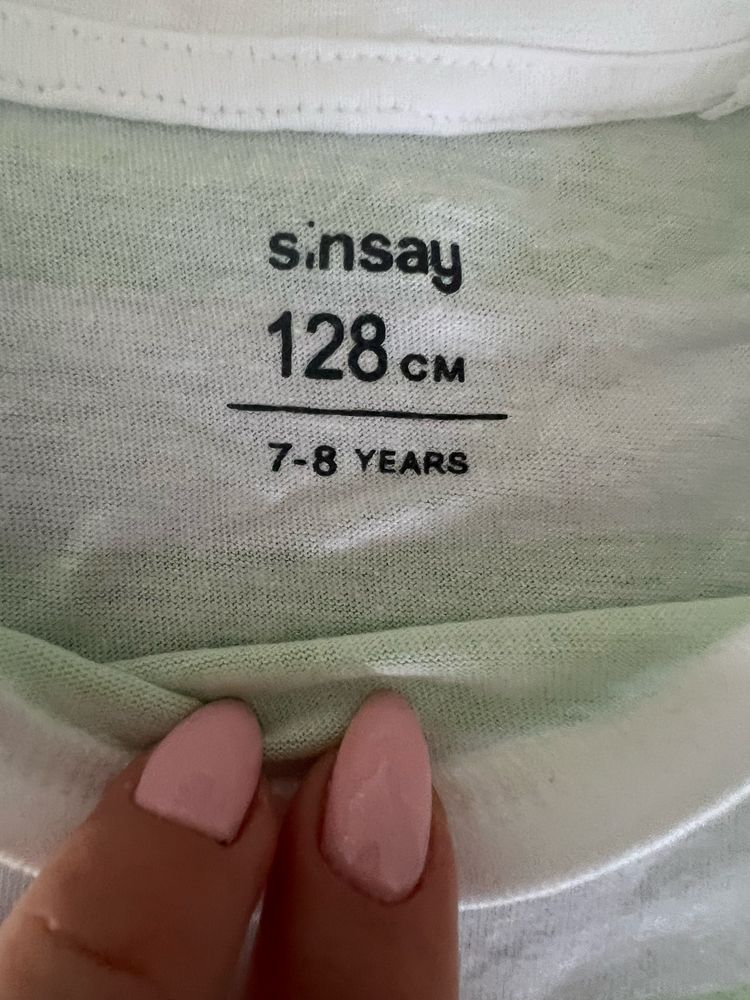 sinsay
128 CM
7-8 YEARS